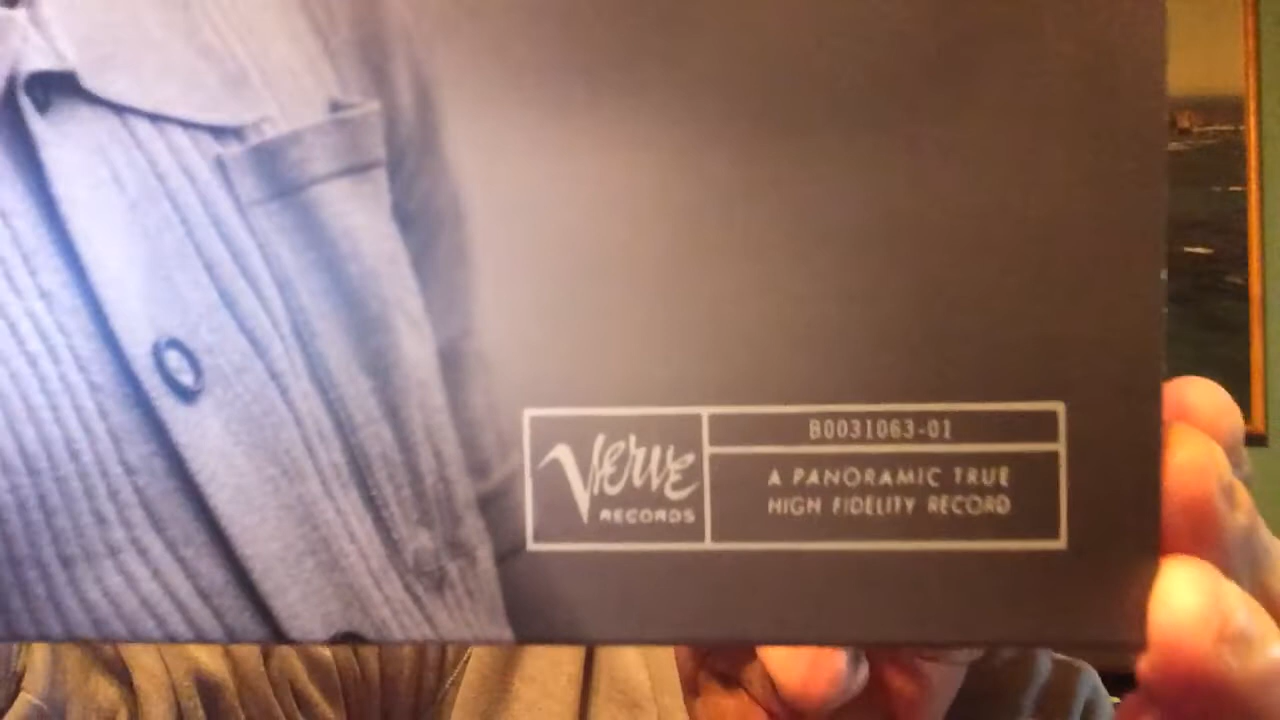 Verve
RECORDS
B0031063-01
A PANORAMIC TRUE
HIGH FIDELITY RECORD